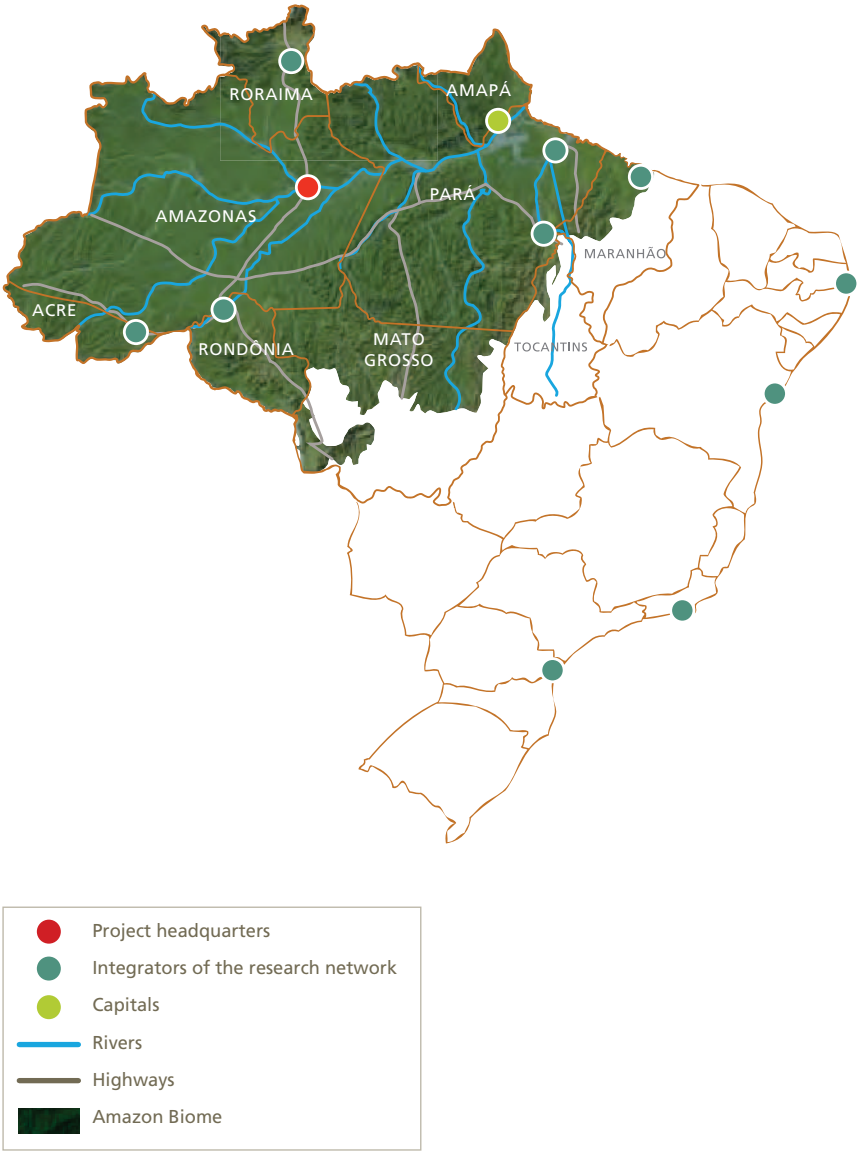 RORAIMA
AMAPÁ
PARÁ
AMAZONAS
MARANHÃO
ACRE
RONDÔNIA
MATO
GROSSO
TOCANTINS
Project headquarters
Integrators of the research network
Capitals
Rivers
Highways
Amazon Biome